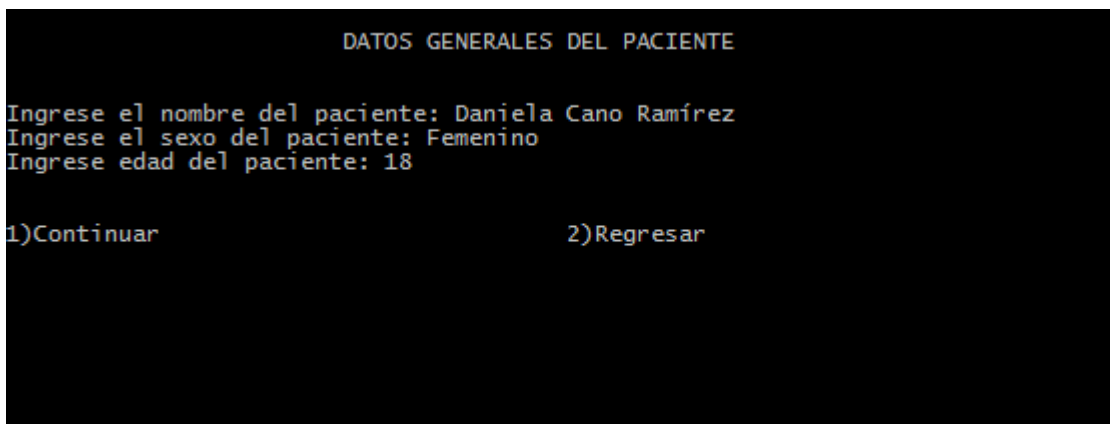 DATOS GENERALES DEL PACIENTE
Ingrese el nombre del paciente: Daniela Cano Ramírez
Ingrese el sexo del paciente: Femenino
Ingrese edad del paciente: 18
1)Continuar 2)Regresar